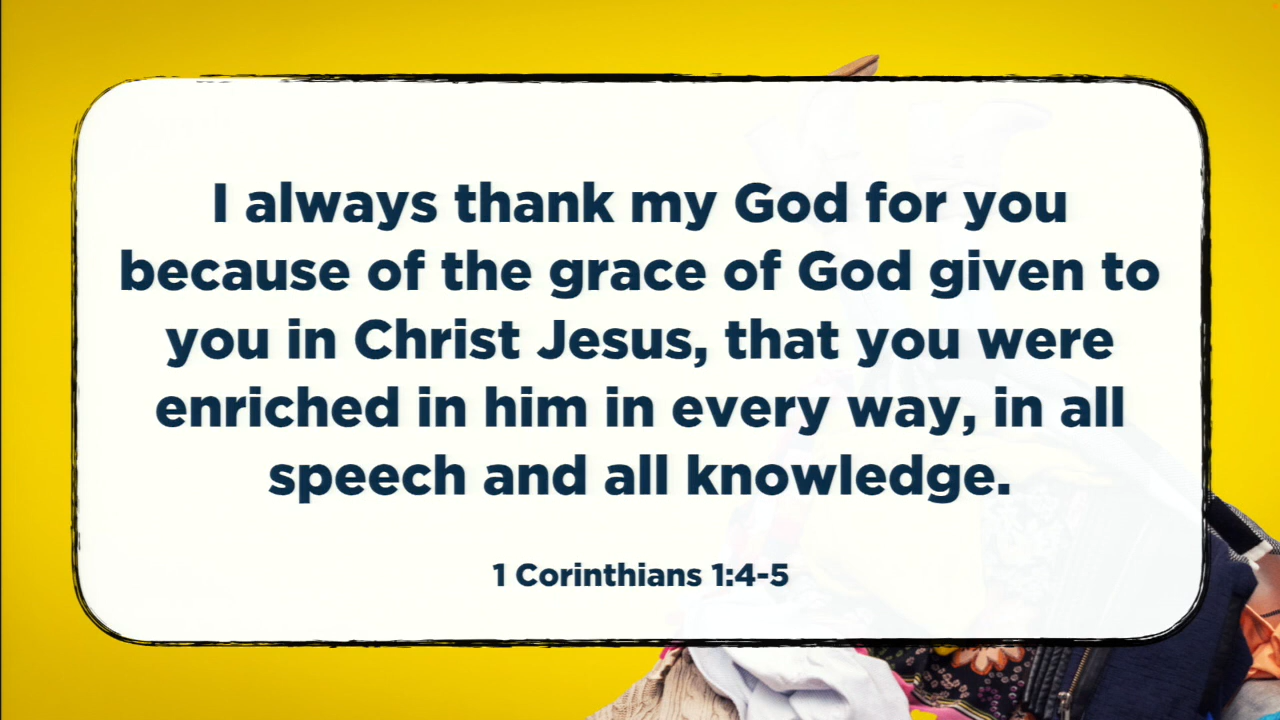 I always thank my God for you
because of the grace of God given to
you in Christ Jesus, that you were
enriched in him in every way, in all
speech and all knowledge.
1 Corinthians 1:4-5